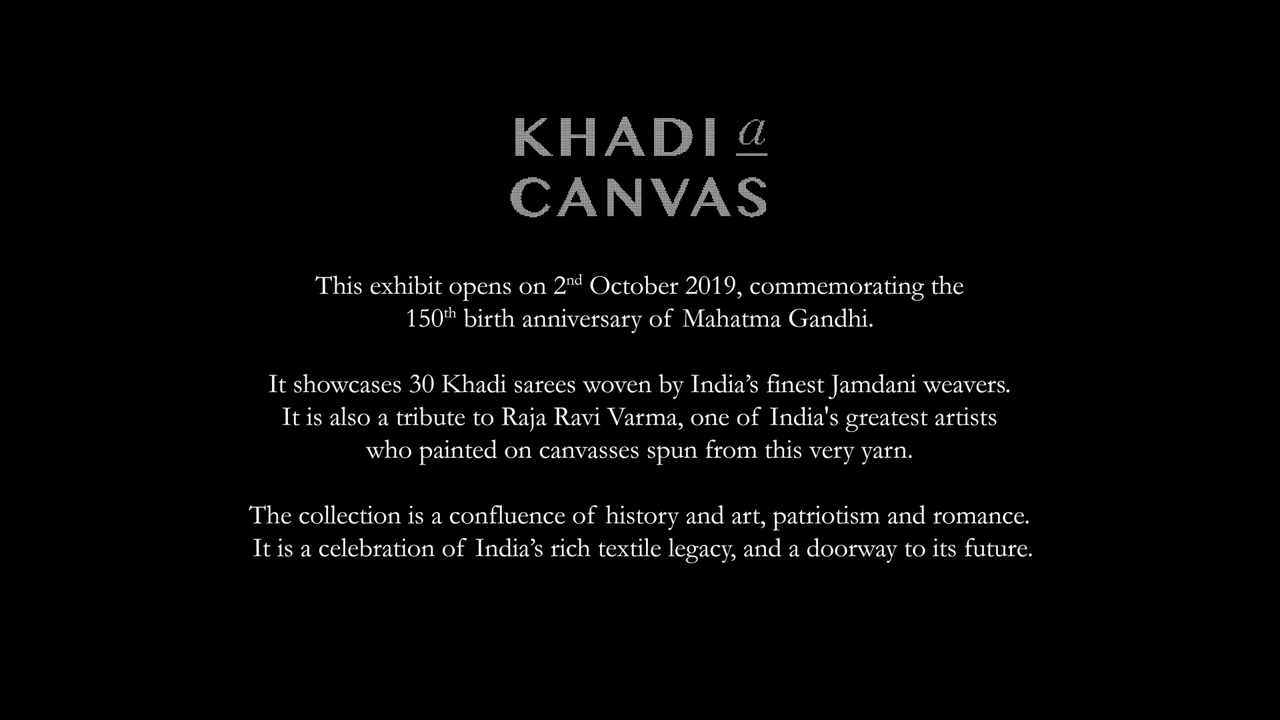 KHADI a
CANVAS
This exhibit opens on 2nd October 2019, commemorating the
150th birth anniversary of Mahatma Gandhi.
It showcases 30 Khadi sarees woven by India’s finest Jamdani weavers.
It is also a tribute to Raja Ravi Varma, one of India's greatest artists
who painted on canvasses spun from this very yarn.
The collection is a confluence of history and art, patriotism and romance.
It is a celebration of India’s rich textile legacy, and a doorway to its future.